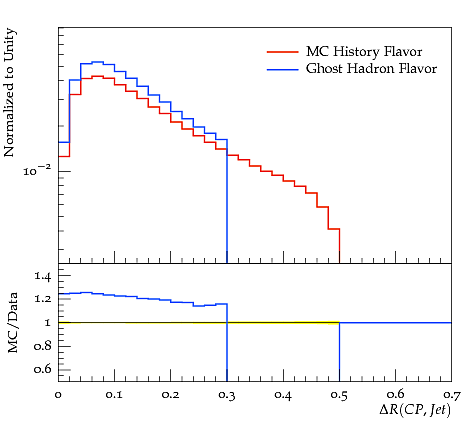 Normalized to Unity
MC History Flavor
Ghost Hadron Flavor
10⁻²
MC/Data
1.4
1.2
1
0.8
0.6
0 0.1 0.2 0.3 0.4 0.5 0.6 0.7
ΔR(CP, Jet)